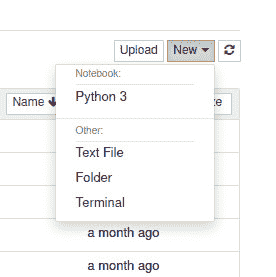 Upload New
Notebook:
Name
Python 3
Other:
Text File
Folder
Terminal
a month ago
a month ago